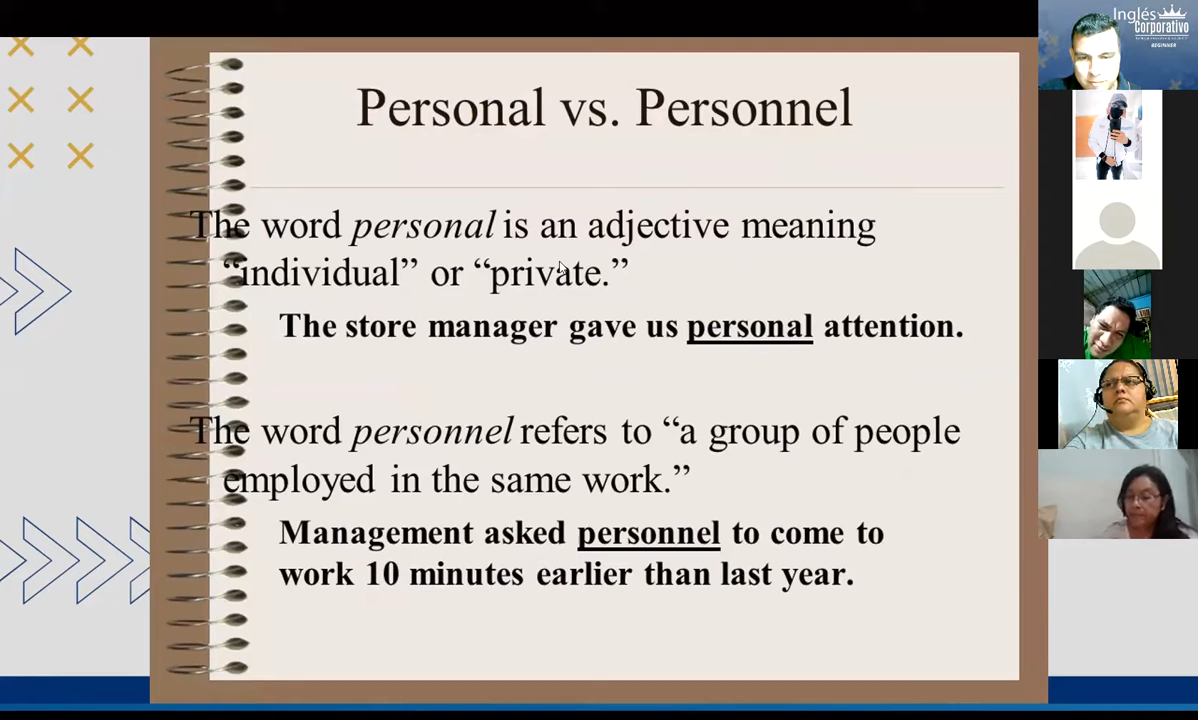 Personal vs. Personnel
The word personal is an adjective meaning
“individual” or “private.”
The store manager gave us personal attention.
The word personnel refers to “a group of people
employed in the same work.”
Management asked personnel to come to
work 10 minutes earlier than last year.
Inglés
Corporativo
BEGINNER